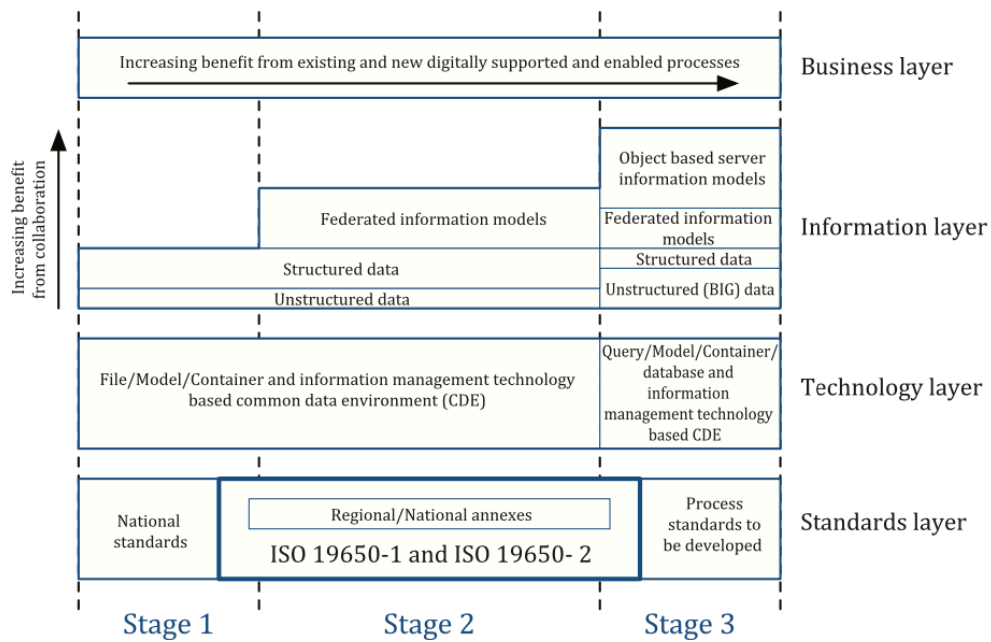 Increasing benefit from existing and new digitally supported and enabled processes
Business layer
Increasing benefit
from collaboration
Object based server
information models
Federated information models
Federated information
models
Information layer
Structured data
Structured data
Unstructured data
Unstructured (BIG) data
File/Model/Container and information management technology
based common data environment (CDE)
Query/Model/Container/
database and
information
management technology
based CDE
Technology layer
National
standards
Regional/National annexes
ISO 19650-1 and ISO 19650- 2
Process
standards to
be developed
Standards layer
Stage 1
Stage 2
Stage 3